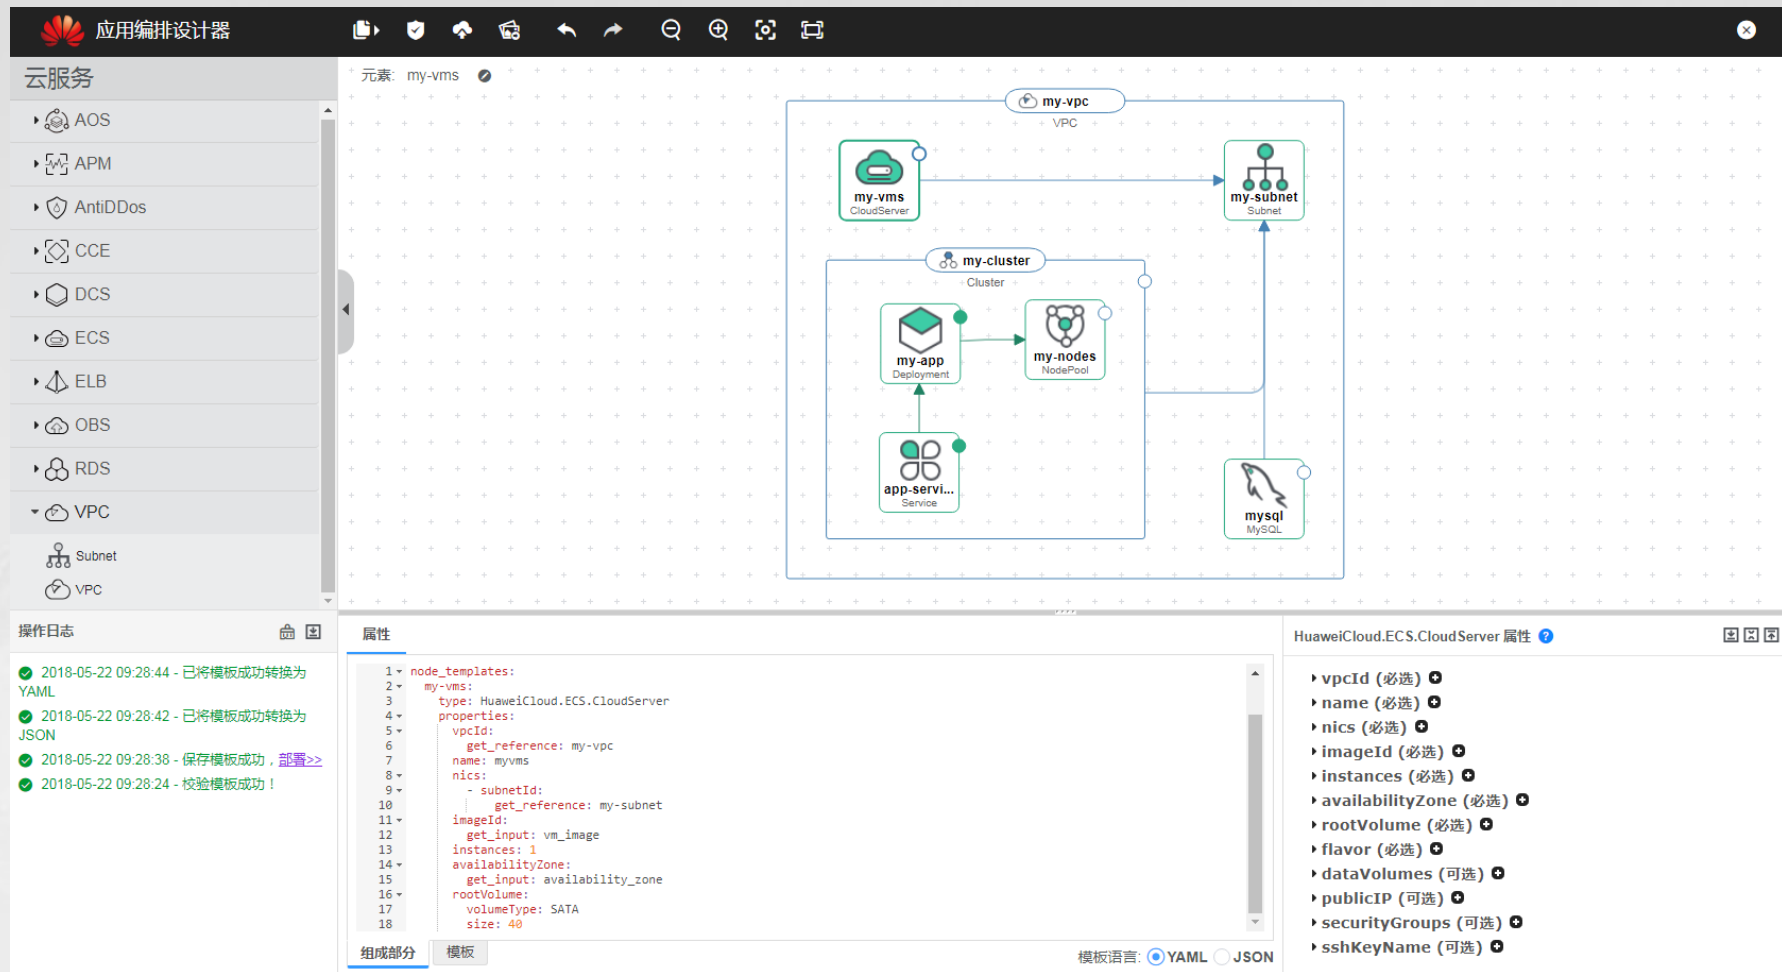 应用编排设计器
云服务
AOS
APM
AntiDDos
CCE
DCS
ECS
ELB
OBS
RDS
VPC
Subnet
VPC
元素: my-vms
my-vpc
VPC
my-vms
CloudServer
my-subnet
Subnet
my-cluster
Cluster
my-app
Deployment
my-nodes
NodePool
app-servi...
Service
mysql
MySQL
操作日志
2018-05-22 09:28:44 - 已将模板成功转换为
YAML
2018-05-22 09:28:42 - 已将模板成功转换为
JSON
2018-05-22 09:28:38 - 保存模板成功，部署>>
2018-05-22 09:28:24 - 校验模板成功！
属性
1 node_templates:
2 my-vms:
3 type: HuaweiCloud.ECS.CloudServer
4 properties:
5 vpcId:
6 get_reference: my-vpc
7 name: myvms
8 nics:
9 - subnetId:
10 get_reference: my-subnet
11 imageId:
12 get_input: vm_image
13 instances: 1
14 availabilityZone:
15 get_input: availability_zone
16 rootVolume:
17 volumeType: SATA
18 size: 40
组成部分 模板
模板语言: YAML JSON
HuaweiCloud.ECS.CloudServer 属性 ?
vpcId (必选)
name (必选)
nics (必选)
imageId (必选)
instances (必选)
availabilityZone (必选)
rootVolume (必选)
flavor (必选)
dataVolumes (可选)
publicIP (可选)
securityGroups (可选)
sshKeyName (可选)